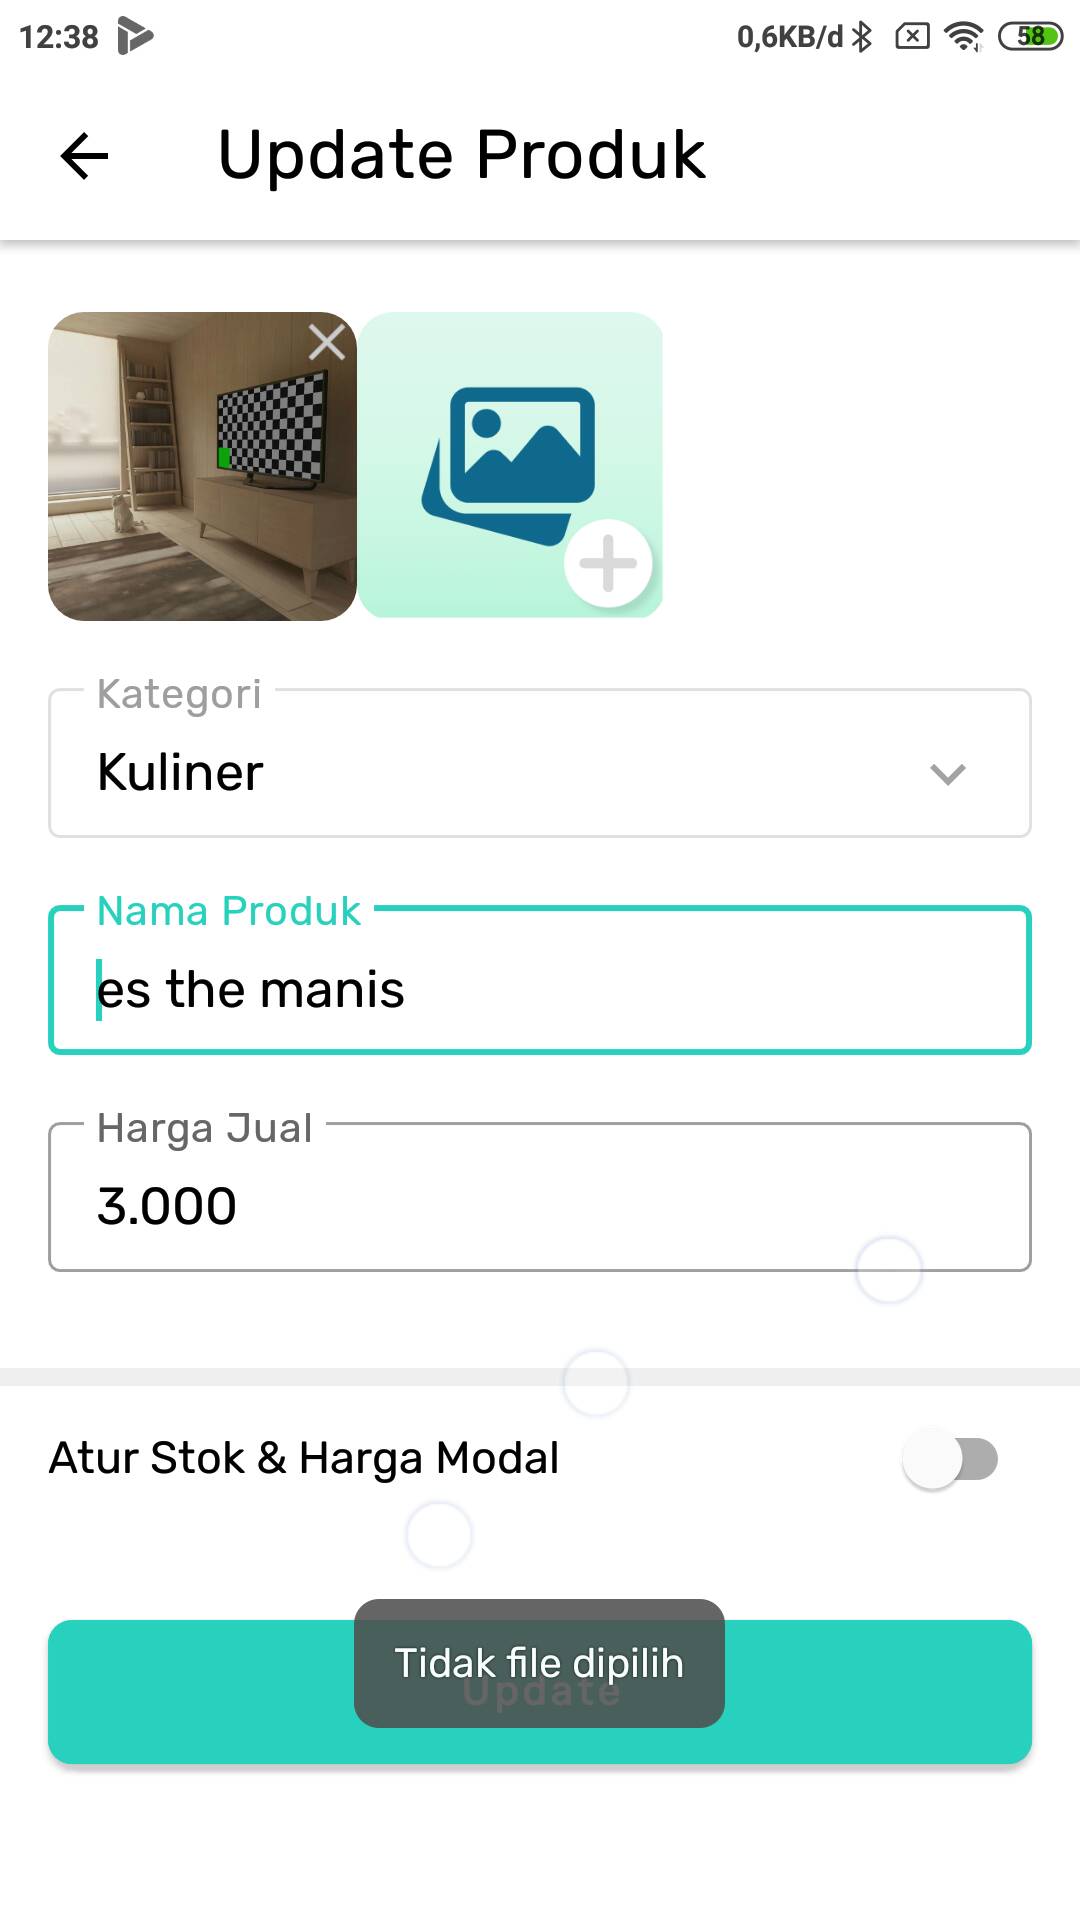 12:38
0,6KB/d
58
Update Produk
Kategori
Kuliner
Nama Produk
es the manis
Harga Jual
3.000
Atur Stok & Harga Modal
Tidak file dipilih
Update